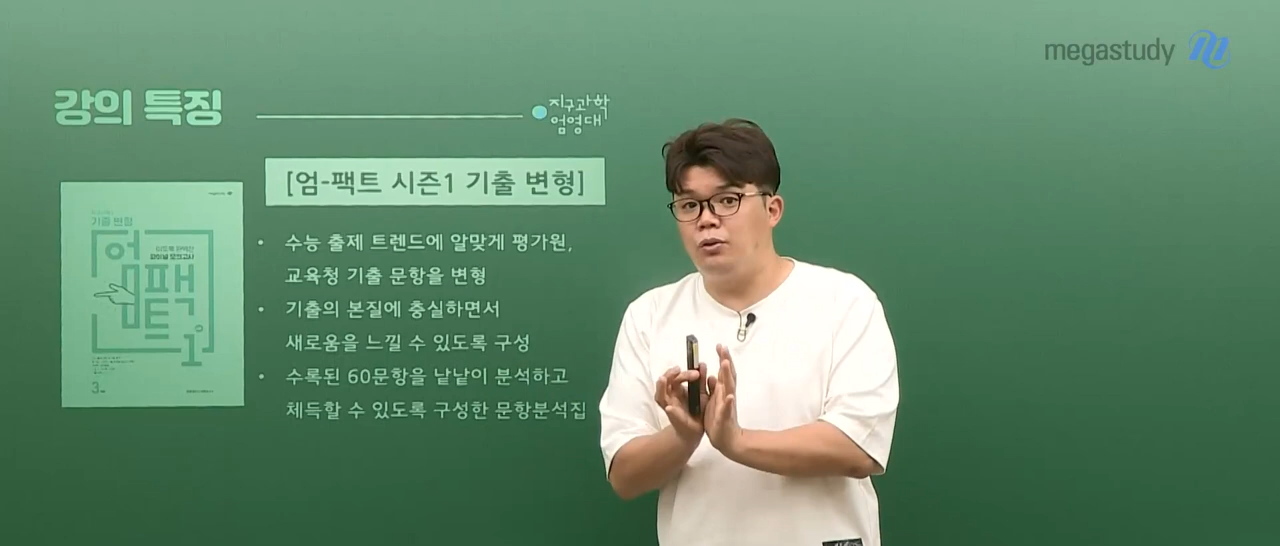 megastudy
강의 특징
지구과학
엄영대
[엄-팩트 시즌1 기출 변형]
기출 변형
엄
팩
트
1
3
• 수능 출제 트렌드에 알맞게 평가원,
교육청 기출 문항을 변형
• 기출의 본질에 충실하면서
새로움을 느낄 수 있도록 구성
• 수록된 60문항을 낱낱이 분석하고
체득할 수 있도록 구성한 문항분석집